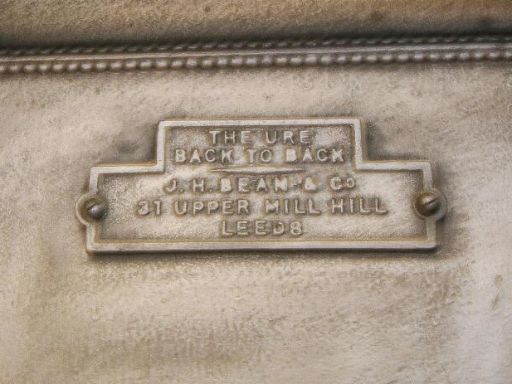 THE URE
BACK TO BACK
J. H. BEAN & CO
31 UPPER MILL HILL
LEEDS